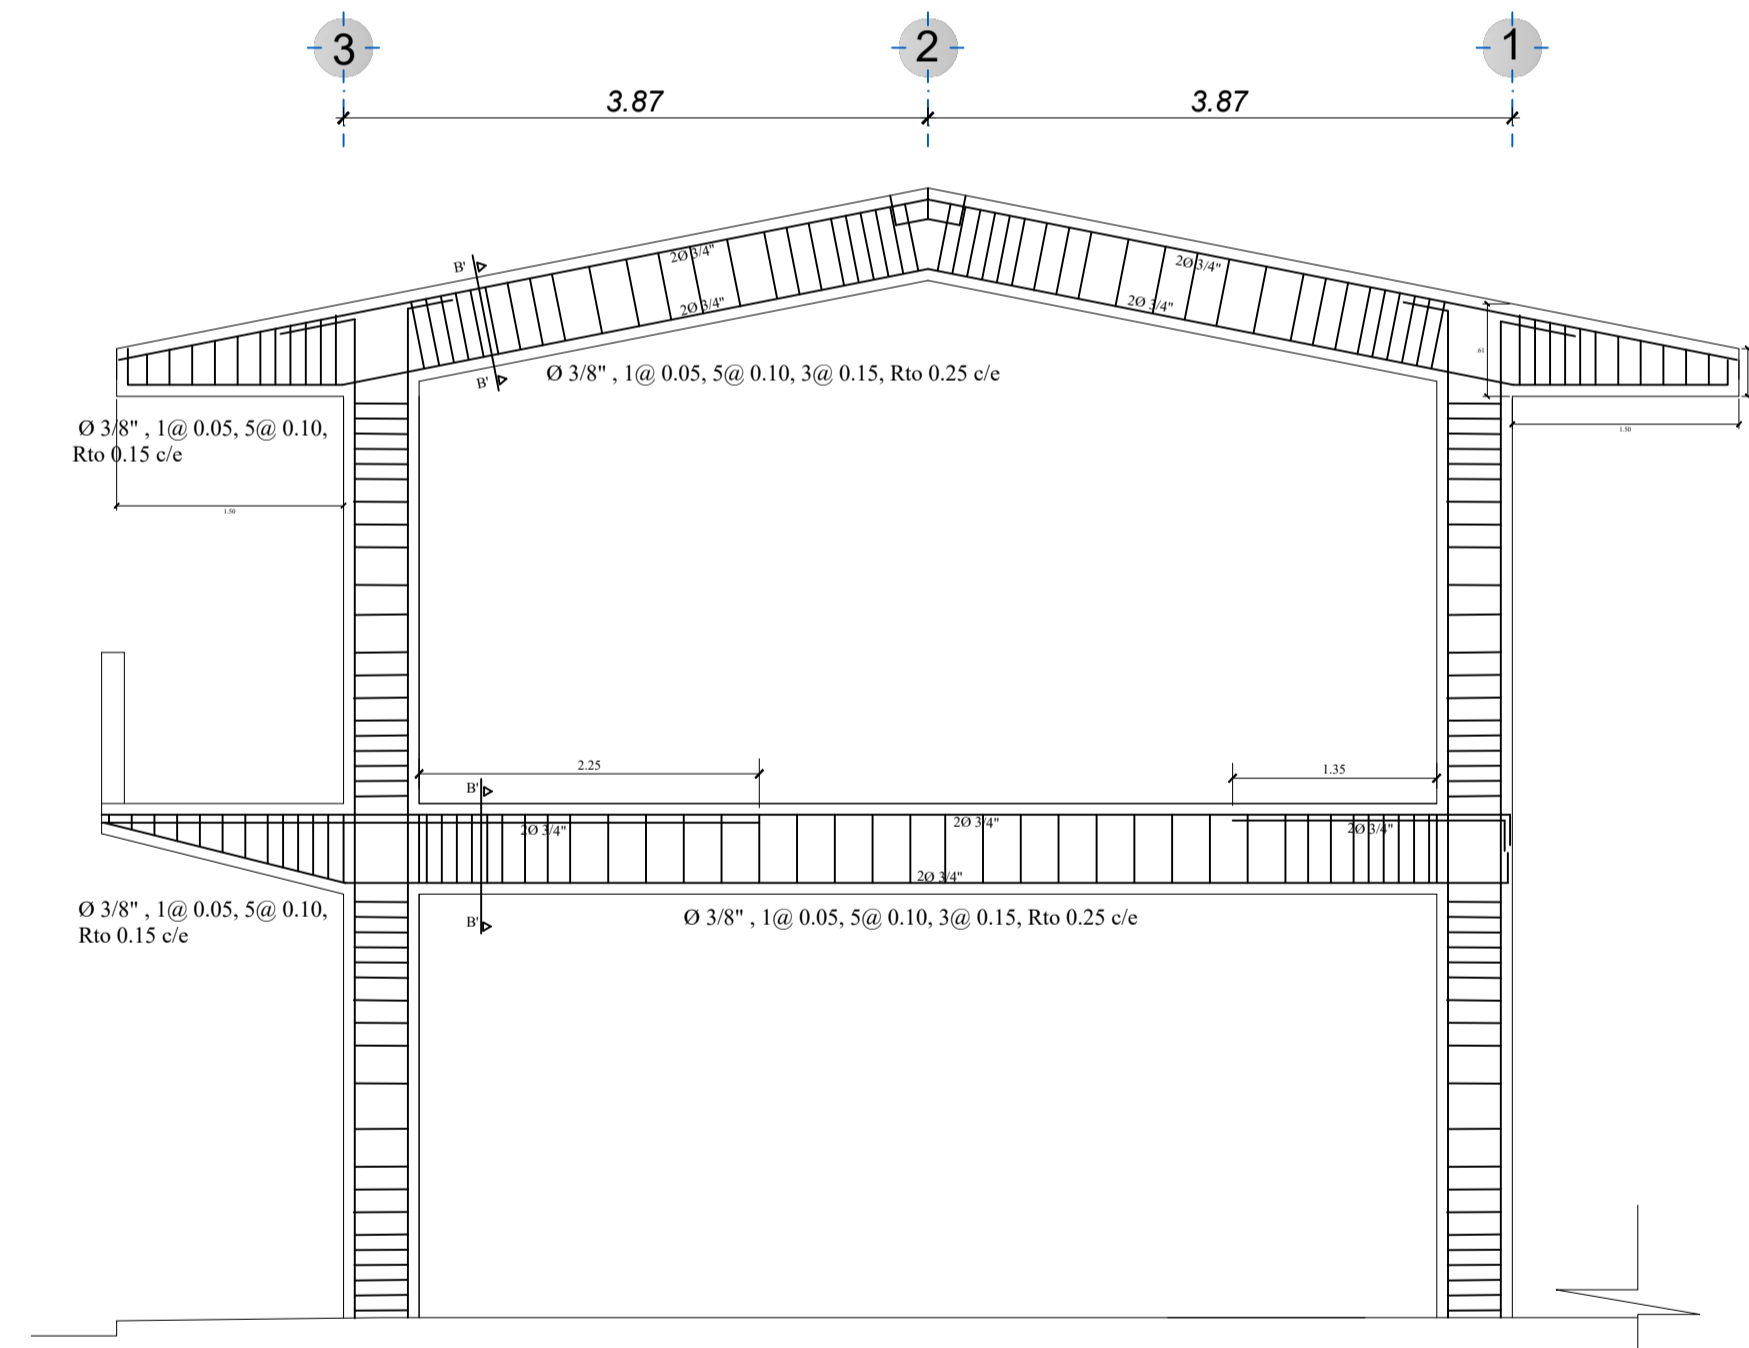 3
2
1
3.87
3.87
B'
2Ø 3/4"
2Ø 3/4"
2Ø 3/4"
2Ø 3/4"
B'
Ø 3/8" , 1@ 0.05, 5@ 0.10, 3@ 0.15, Rto 0.25 c/e
.61
Ø 3/8" , 1@ 0.05, 5@ 0.10,
Rto 0.15 c/e
1.50
1.50
2.25
1.35
B'
2Ø 3/4"
2Ø 3/4"
2Ø 3/4"
2Ø 3/4"
B'
Ø 3/8" , 1@ 0.05, 5@ 0.10,
Rto 0.15 c/e
Ø 3/8" , 1@ 0.05, 5@ 0.10, 3@ 0.15, Rto 0.25 c/e